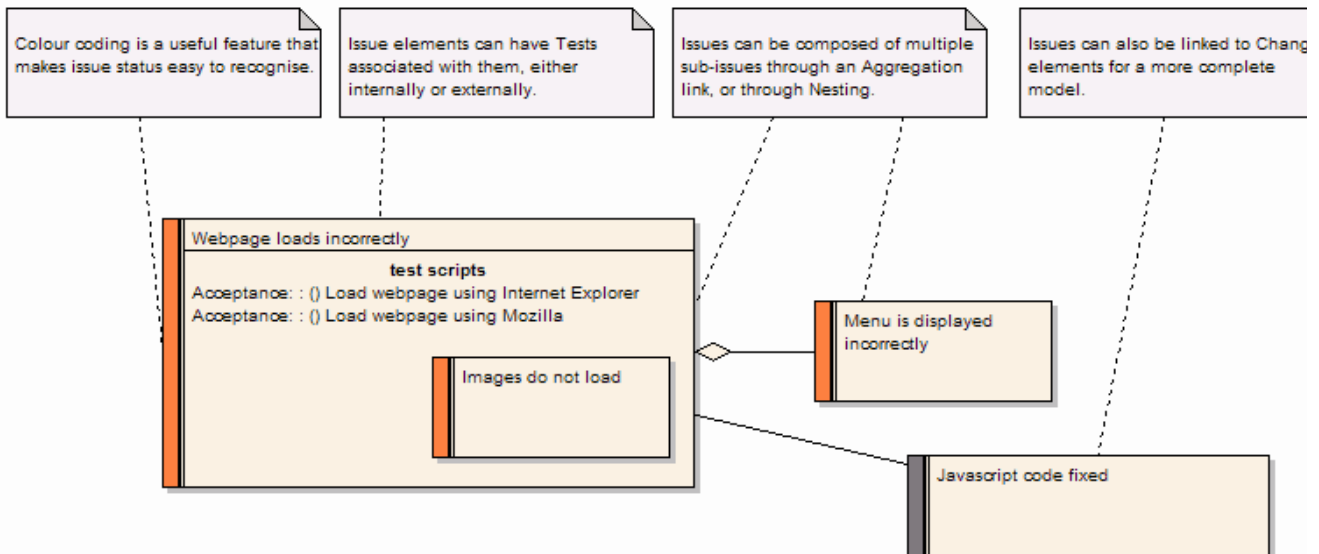 Colour coding is a useful feature that
makes issue status easy to recognise.
Issue elements can have Tests
associated with them, either
internally or externally.
Issues can be composed of multiple
sub-issues through an Aggregation
link, or through Nesting.
Issues can also be linked to Chang
elements for a more complete
model.
Webpage loads incorrectly
test scripts
Acceptance: : () Load webpage using Internet Explorer
Acceptance: : () Load webpage using Mozilla
Images do not load
Menu is displayed
incorrectly
Javascript code fixed